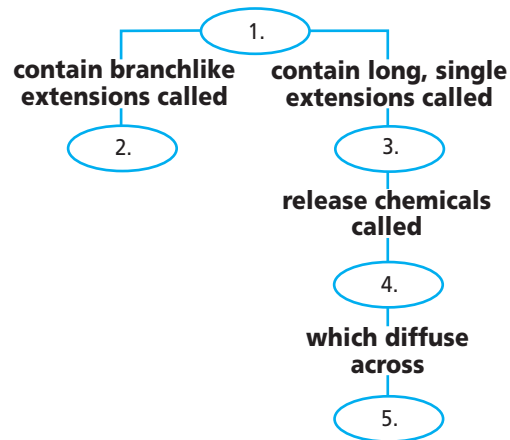 1.
contain branchlike
extensions called
contain long, single
extensions called
2.
3.
release chemicals
called
4.
which diffuse
across
5.